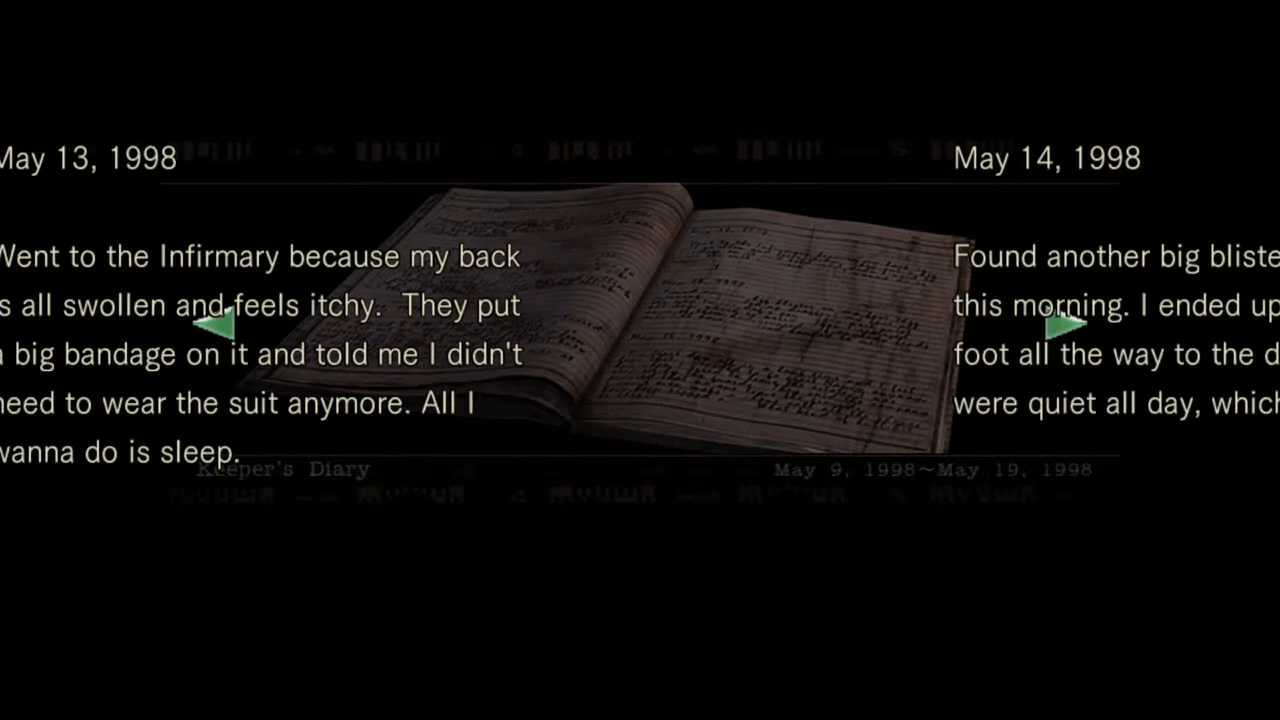 May 13, 1998
Went to the Infirmary because my back
s all swollen and feels itchy.  They put
a big bandage on it and told me I didn't
need to wear the suit anymore. All I
wanna do is sleep.
May 14, 1998
Found another big bliste
this morning. I ended up
foot all the way to the d
were quiet all day, which
Keeper's Diary
May 9, 1998~May 19, 1998